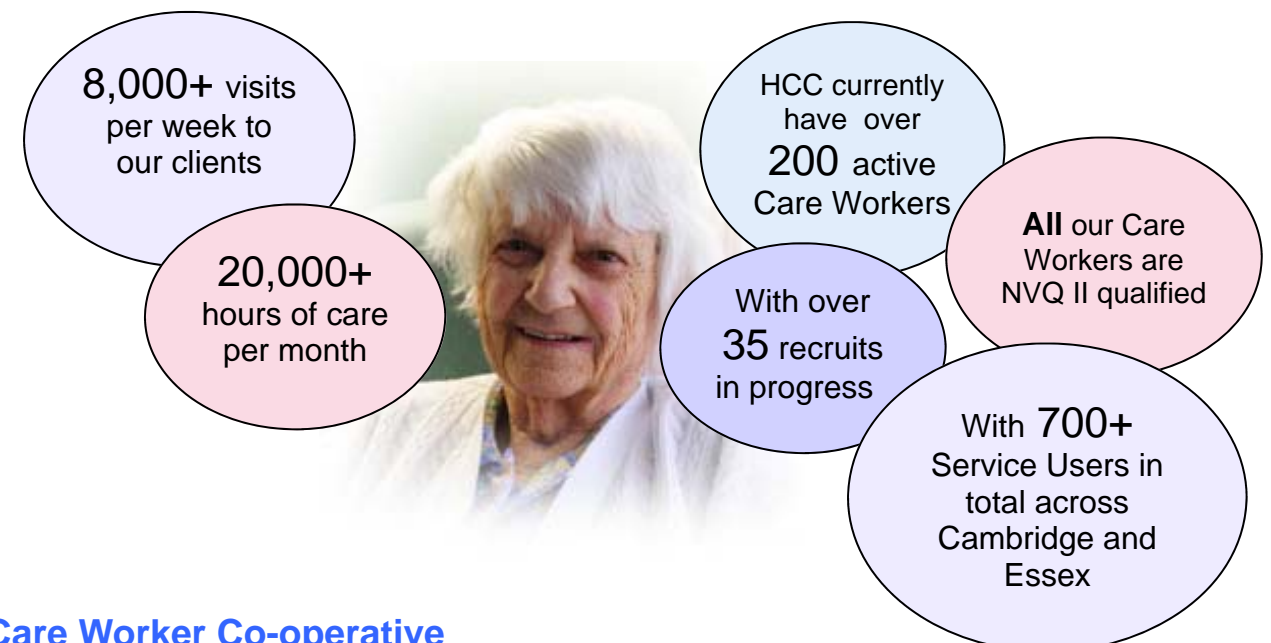 8,000+ visits
per week to
our clients
20,000+
hours of care
per month
HCC currently
have over
200 active
Care Workers
With over
35 recruits
in progress
All our Care
Workers are
NVQ II qualified
With 700+
Service Users in
total across
Cambridge and
Essex
Care Worker Co-operative